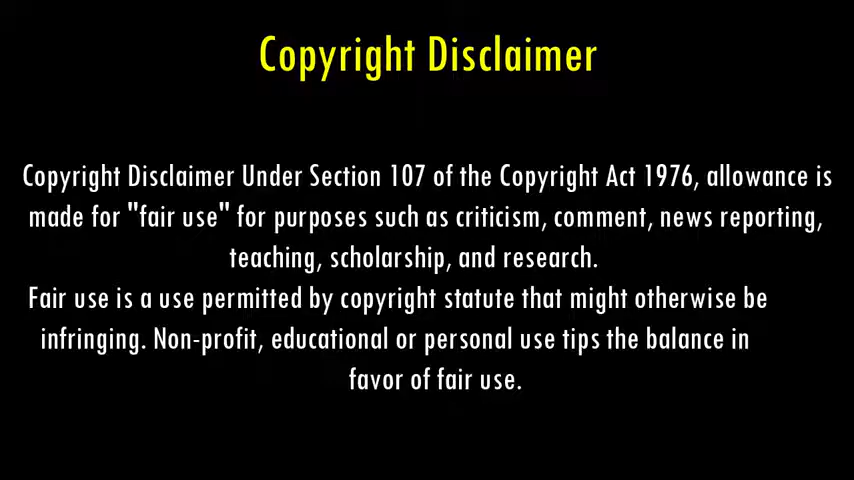 Copyright Disclaimer
Copyright Disclaimer Under Section 107 of the Copyright Act 1976, allowance is
made for "fair use" for purposes such as criticism, comment, news reporting,
teaching, scholarship, and research.
Fair use is a use permitted by copyright statute that might otherwise be
infringing. Non-profit, educational or personal use tips the balance in
favor of fair use.